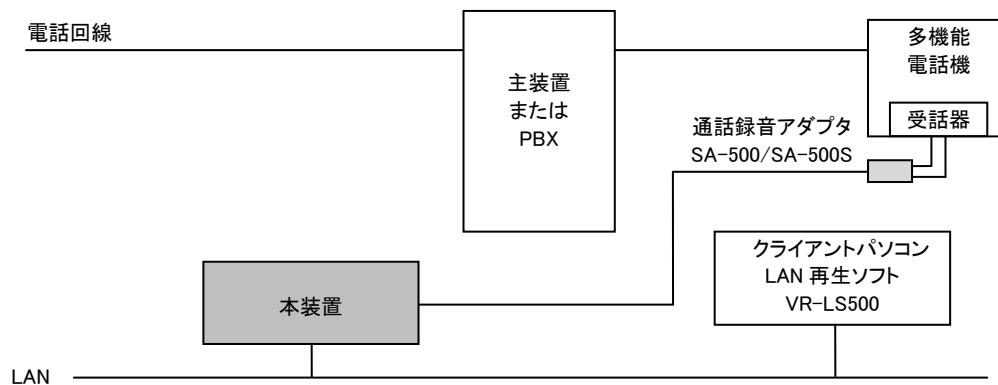 電話回線
主装置
または
PBX
多機能
電話機
受話器
通話録音アダプタ
SA-500/SA-500S
クライアントパソコン
LAN 再生ソフト
VR-LS500
本装置
LAN